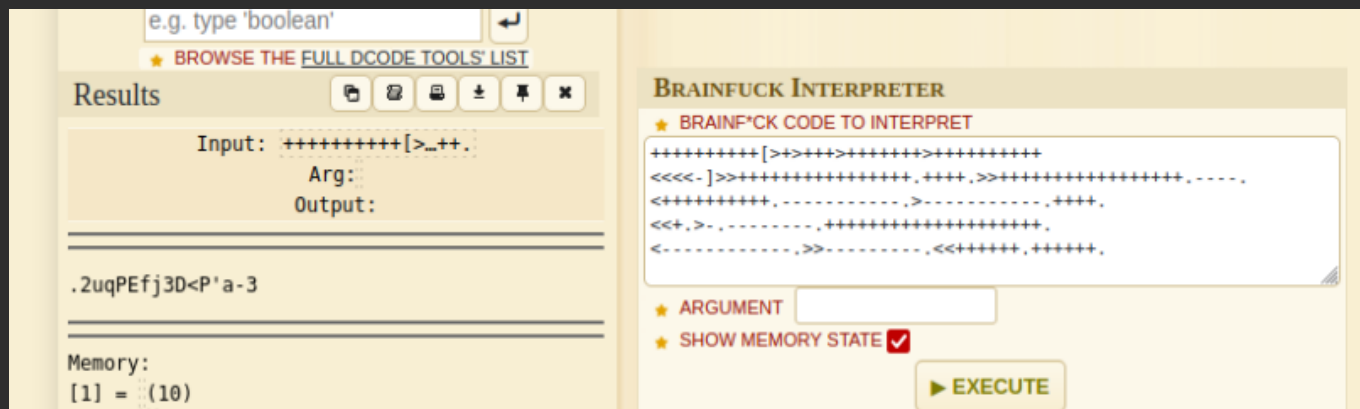 e.g. type 'boolean'
★ BROWSE THE FULL DCODE TOOLS' LIST
Results
Input: ++++++++++[>…++.
Arg:
Output:
.2uqPEfj3D<P'a-3
Memory:
[1] = (10)
BRAINFUCK INTERPRETER
★ BRAINF*CK CODE TO INTERPRET
++++++++++[>+>+++>+++++++>++++++++++
<<<<-]>>++++++++++++++++.++++.>>+++++++++++++++++.----.
<++++++++++.-----------.>-----------.++++.
<<+.>-.--------.++++++++++++++++++++.
<------------.>>---------.<<++++++.++++++.
★ ARGUMENT
★ SHOW MEMORY STATE
▶ EXECUTE